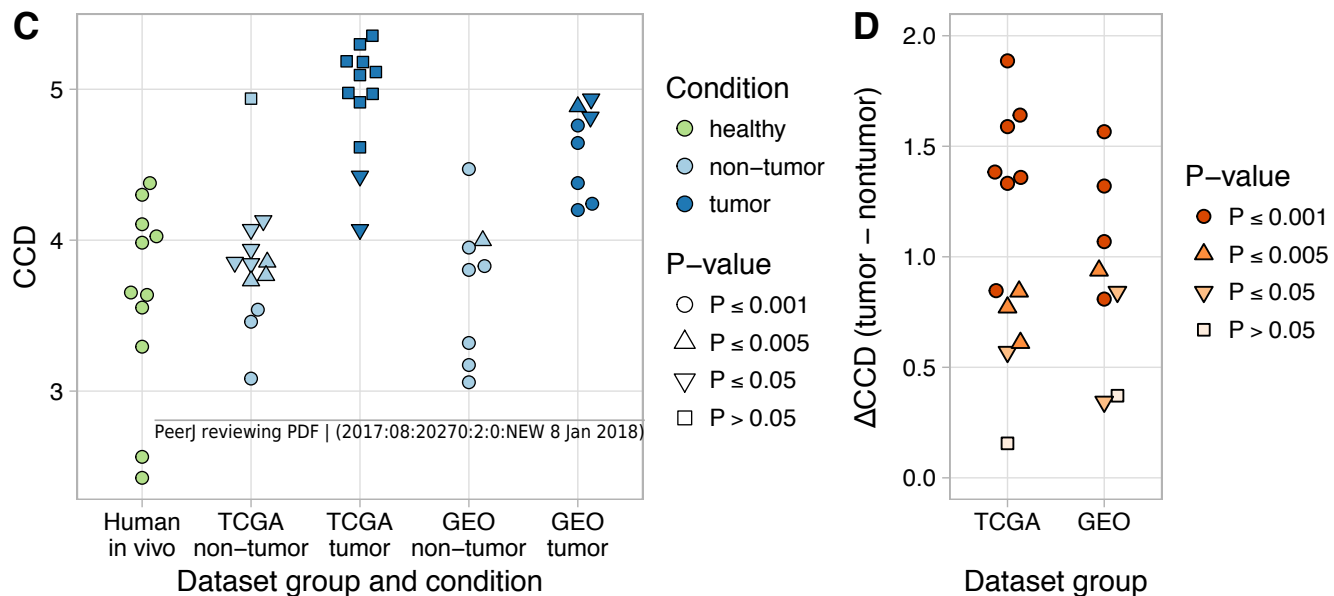 C
CCD
5
4
3
PeerJ reviewing PDF | (2017:08:20270:2:0:NEW 8 Jan 2018)
Human
in vivo
TCGA
non−tumor
TCGA
tumor
GEO
non−tumor
GEO
tumor
Dataset group and condition
Condition
healthy
non−tumor
tumor
P−value
P ≤ 0.001
P ≤ 0.005
P ≤ 0.05
P > 0.05
D
ΔCCD (tumor − nontumor)
2.0
1.5
1.0
0.5
0.0
TCGA
GEO
Dataset group
P−value
P ≤ 0.001
P ≤ 0.005
P ≤ 0.05
P > 0.05